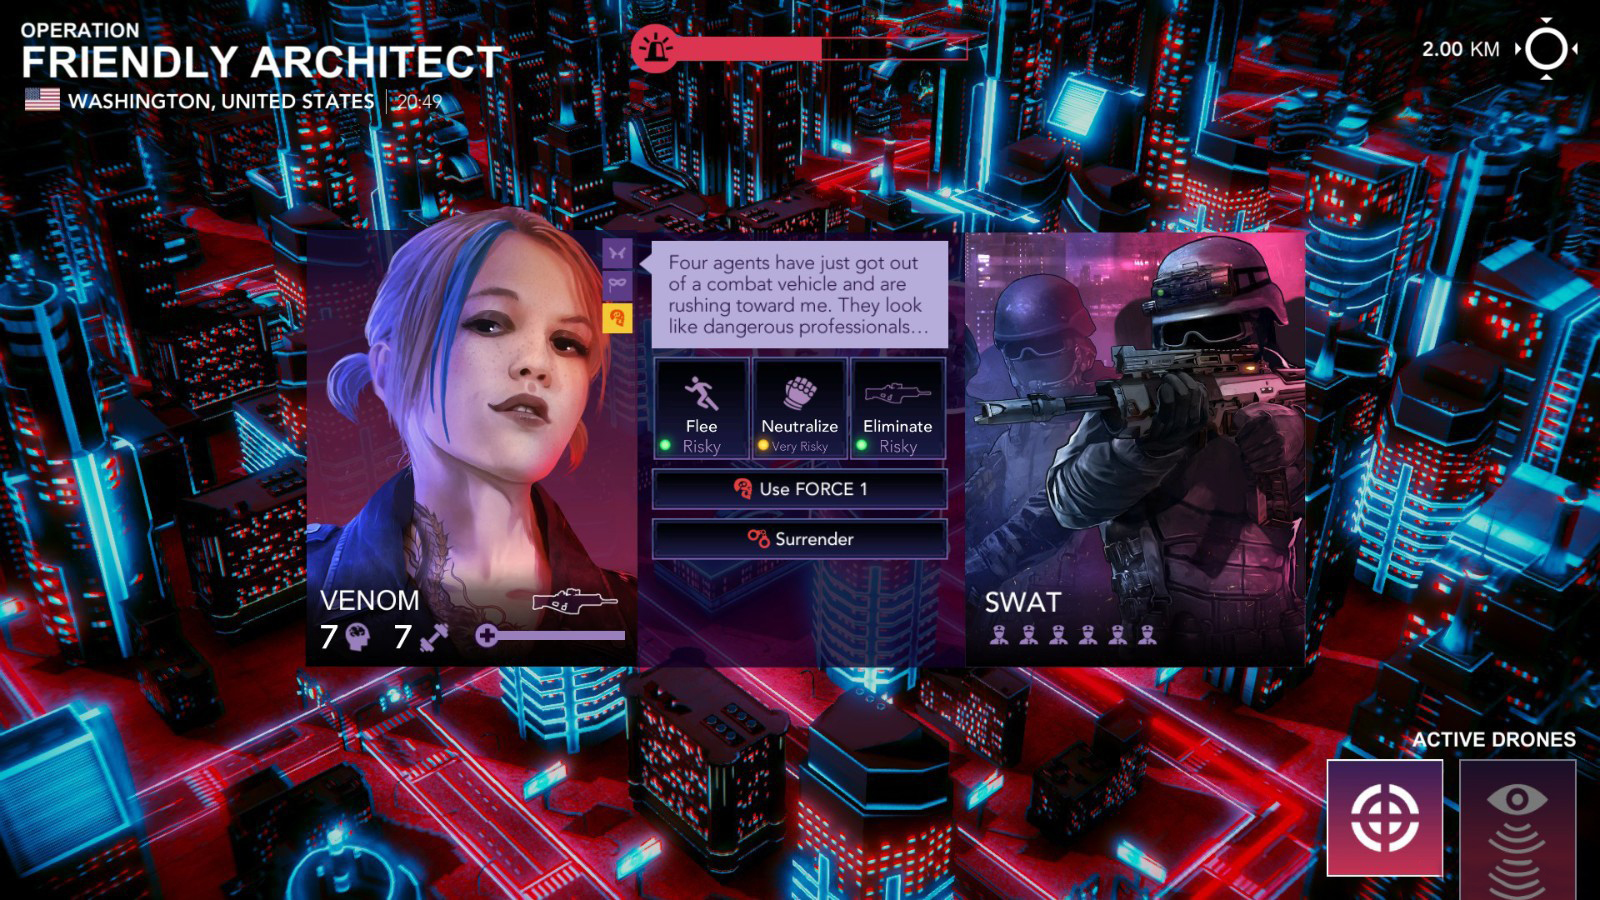 OPERATION
FRIENDLY ARCHITECT
WASHINGTON, UNITED STATES 20:49
2.00 KM
Four agents have just got out
of a combat vehicle and are
rushing toward me. They look
like dangerous professionals…
Flee
Risky
Neutralize
Very Risky
Eliminate
Risky
Use FORCE 1
Surrender
VENOM
7 7
SWAT
ACTIVE DRONES